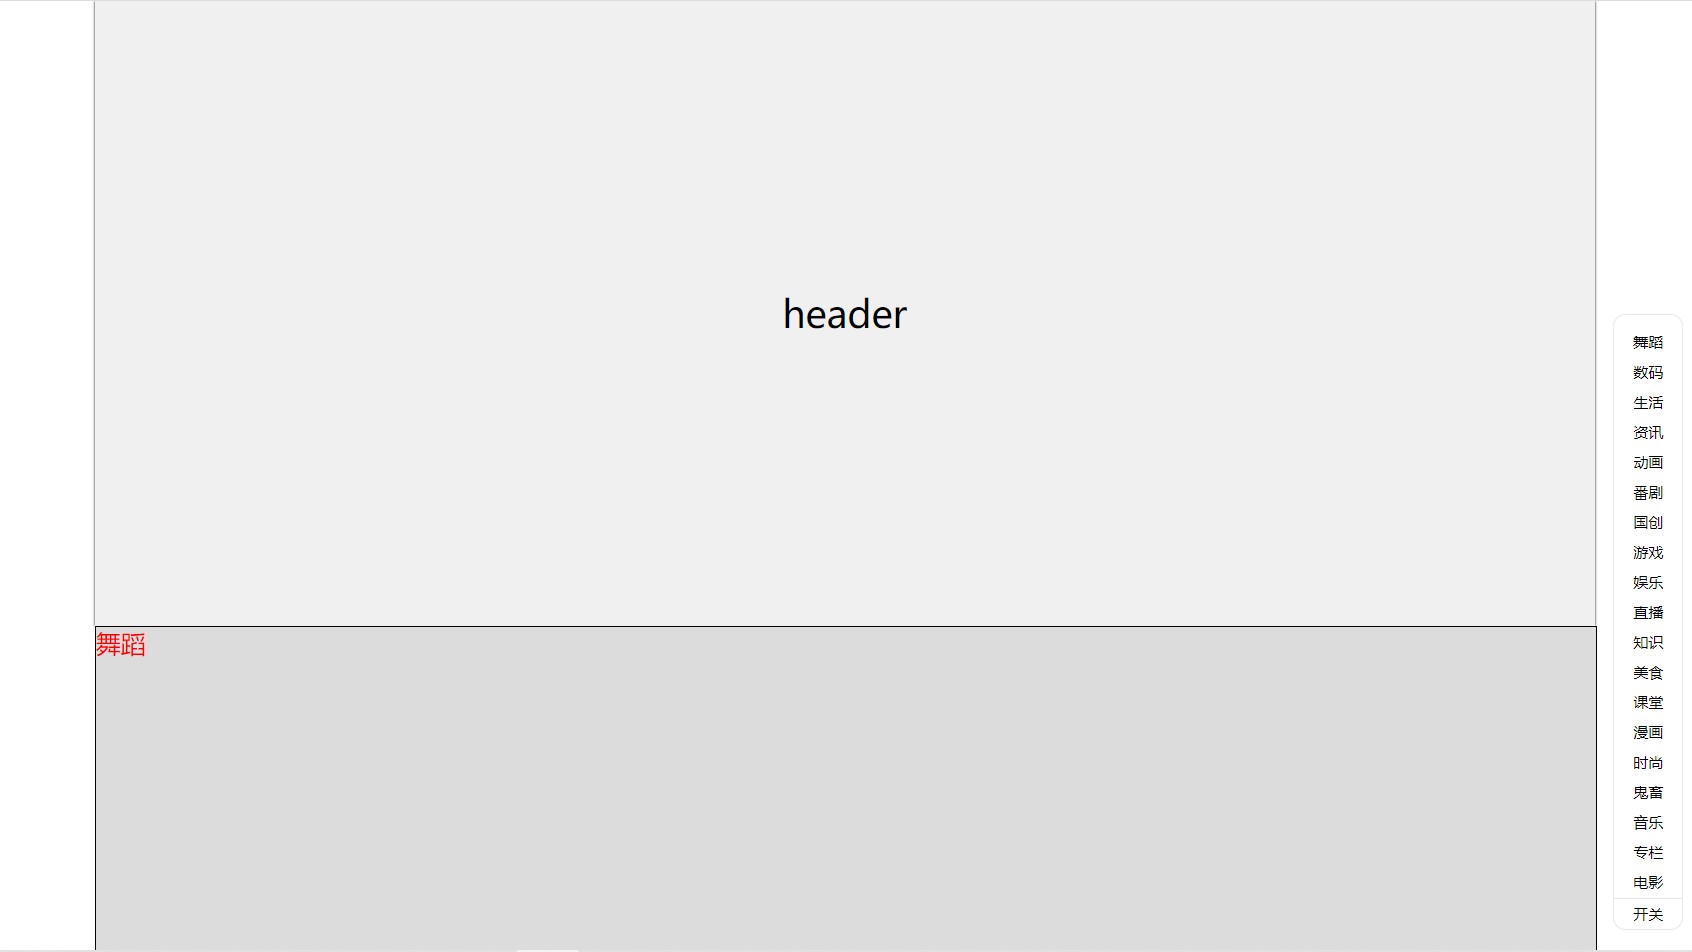 header
舞蹈
舞蹈
数码
生活
资讯
动画
番剧
国创
游戏
娱乐
直播
知识
美食
课堂
漫画
时尚
鬼畜
音乐
专栏
电影
开关